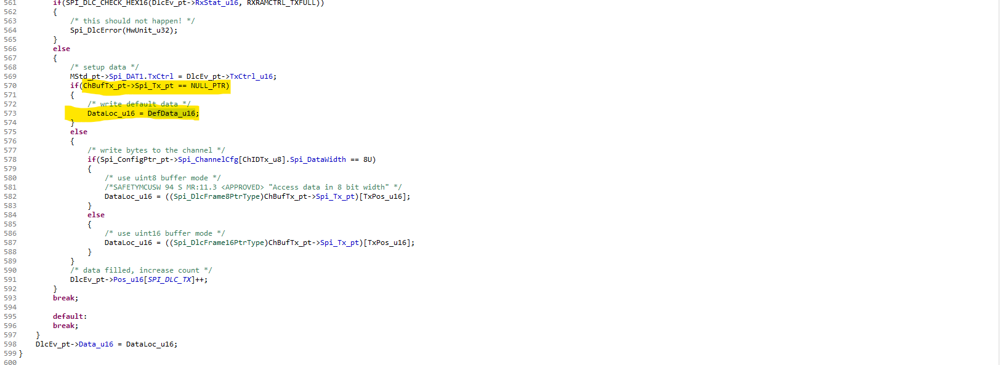 561 if(SPI_DLC_CHECK_HEX16(DlcEv_pt->RxStat_u16, RXRAMCTRL_TXFULL))
562 {
563 /* this should not happen! */
564 Spi_DlcError(HwUnit_u32);
565 }
566 else
567 {
568 /* setup data */
569 MStd_pt->Spi_DAT1.TxCtrl = DlcEv_pt->TxCtrl_u16;
570 if(ChBufTx_pt->Spi_Tx_pt == NULL_PTR)
571 {
572 /* write default data */
573 DataLoc_u16 = DefData_u16;
574 }
575 else
576 {
577 /* write bytes to the channel */
578 if(Spi_ConfigPtr_pt->Spi_ChannelCfg[ChIDTx_u8].Spi_DataWidth == 8U)
579 {
580 /* use uint8 buffer mode */
581 /*SAFETYMCUSW 94 S MR:11.3 <APPROVED> "Access data in 8 bit width" */
582 DataLoc_u16 = ((Spi_DlcFrame8PtrType)ChBufTx_pt->Spi_Tx_pt)[TxPos_u16];
583 }
584 else
585 {
586 /* use uint16 buffer mode */
587 DataLoc_u16 = ((Spi_DlcFrame16PtrType)ChBufTx_pt->Spi_Tx_pt)[TxPos_u16];
588 }
589 }
590 /* data filled, increase count */
591 DlcEv_pt->Pos_u16[SPI_DLC_TX]++;
592 }
593 break;
594
595 default:
596 break;
597 }
598 DlcEv_pt->Data_u16 = DataLoc_u16;
599 }
600